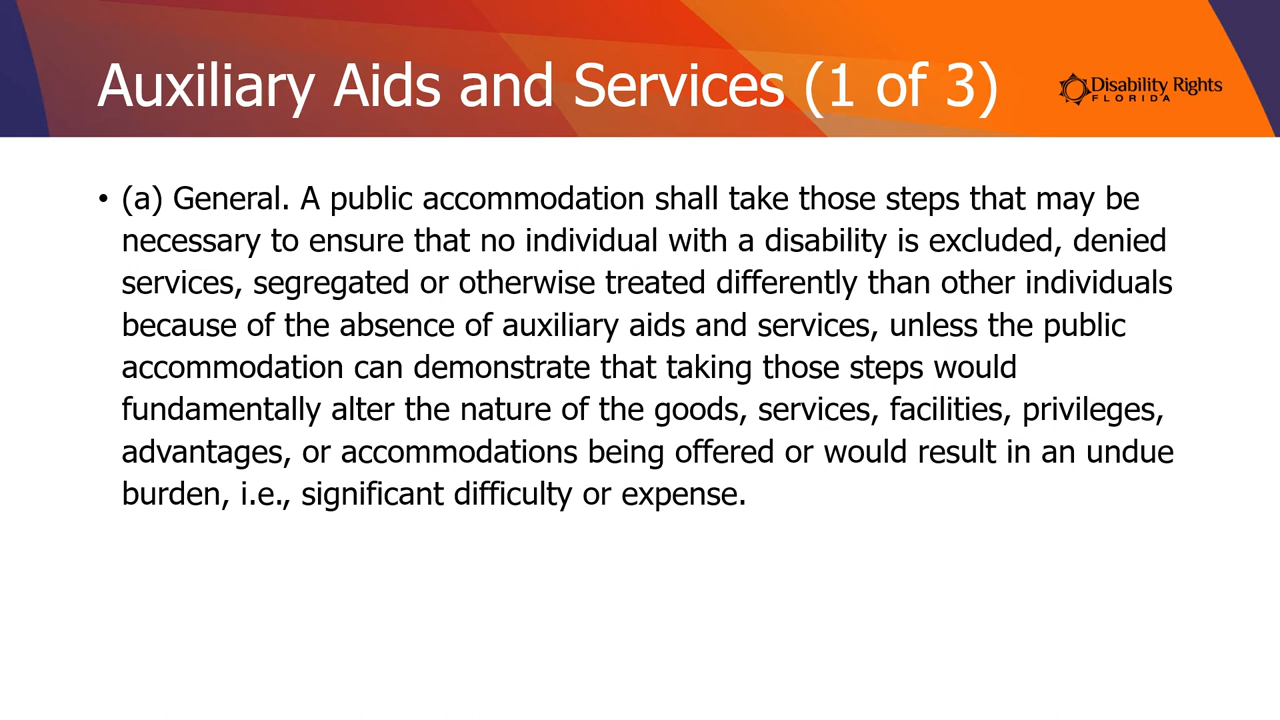 Auxiliary Aids and Services (1 of 3)
Disability Rights
FLORIDA
• (a) General. A public accommodation shall take those steps that may be
necessary to ensure that no individual with a disability is excluded, denied
services, segregated or otherwise treated differently than other individuals
because of the absence of auxiliary aids and services, unless the public
accommodation can demonstrate that taking those steps would
fundamentally alter the nature of the goods, services, facilities, privileges,
advantages, or accommodations being offered or would result in an undue
burden, i.e., significant difficulty or expense.